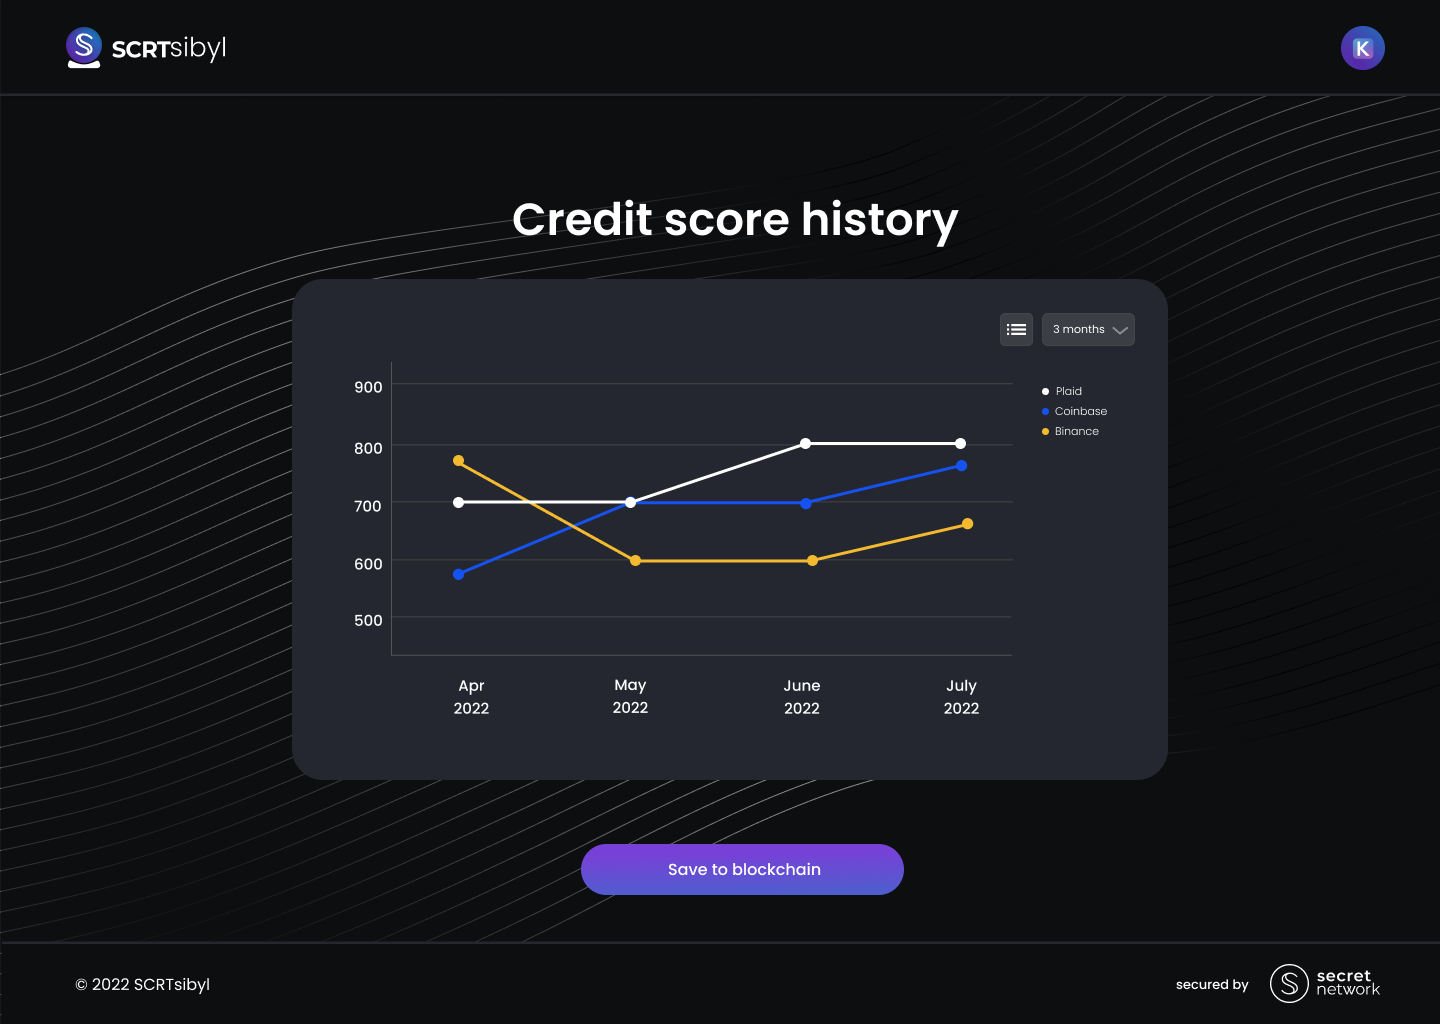 SCRTsibyl
K
Credit score history
3 months
Plaid
Coinbase
Binance
900
800
700
600
500
Apr
2022
May
2022
June
2022
July
2022
Save to blockchain
© 2022 SCRTsibyl
secured by
secret
network